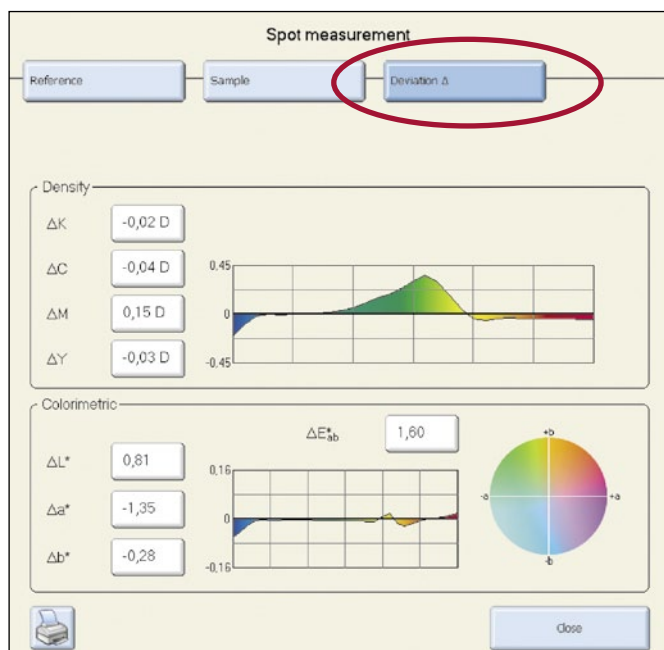 Spot measurement
Reference Sample Deviation Δ
Density
ΔK -0,02 D
ΔC -0,04 D
ΔM 0,15 D
ΔY -0,03 D
0.45
0
-0.45
Colorimetric
ΔE*ab 1,60
ΔL* 0,81
Δa* -1,35
Δb* -0,28
0,16
0
-0,16
+b
-a +a
-b
Close